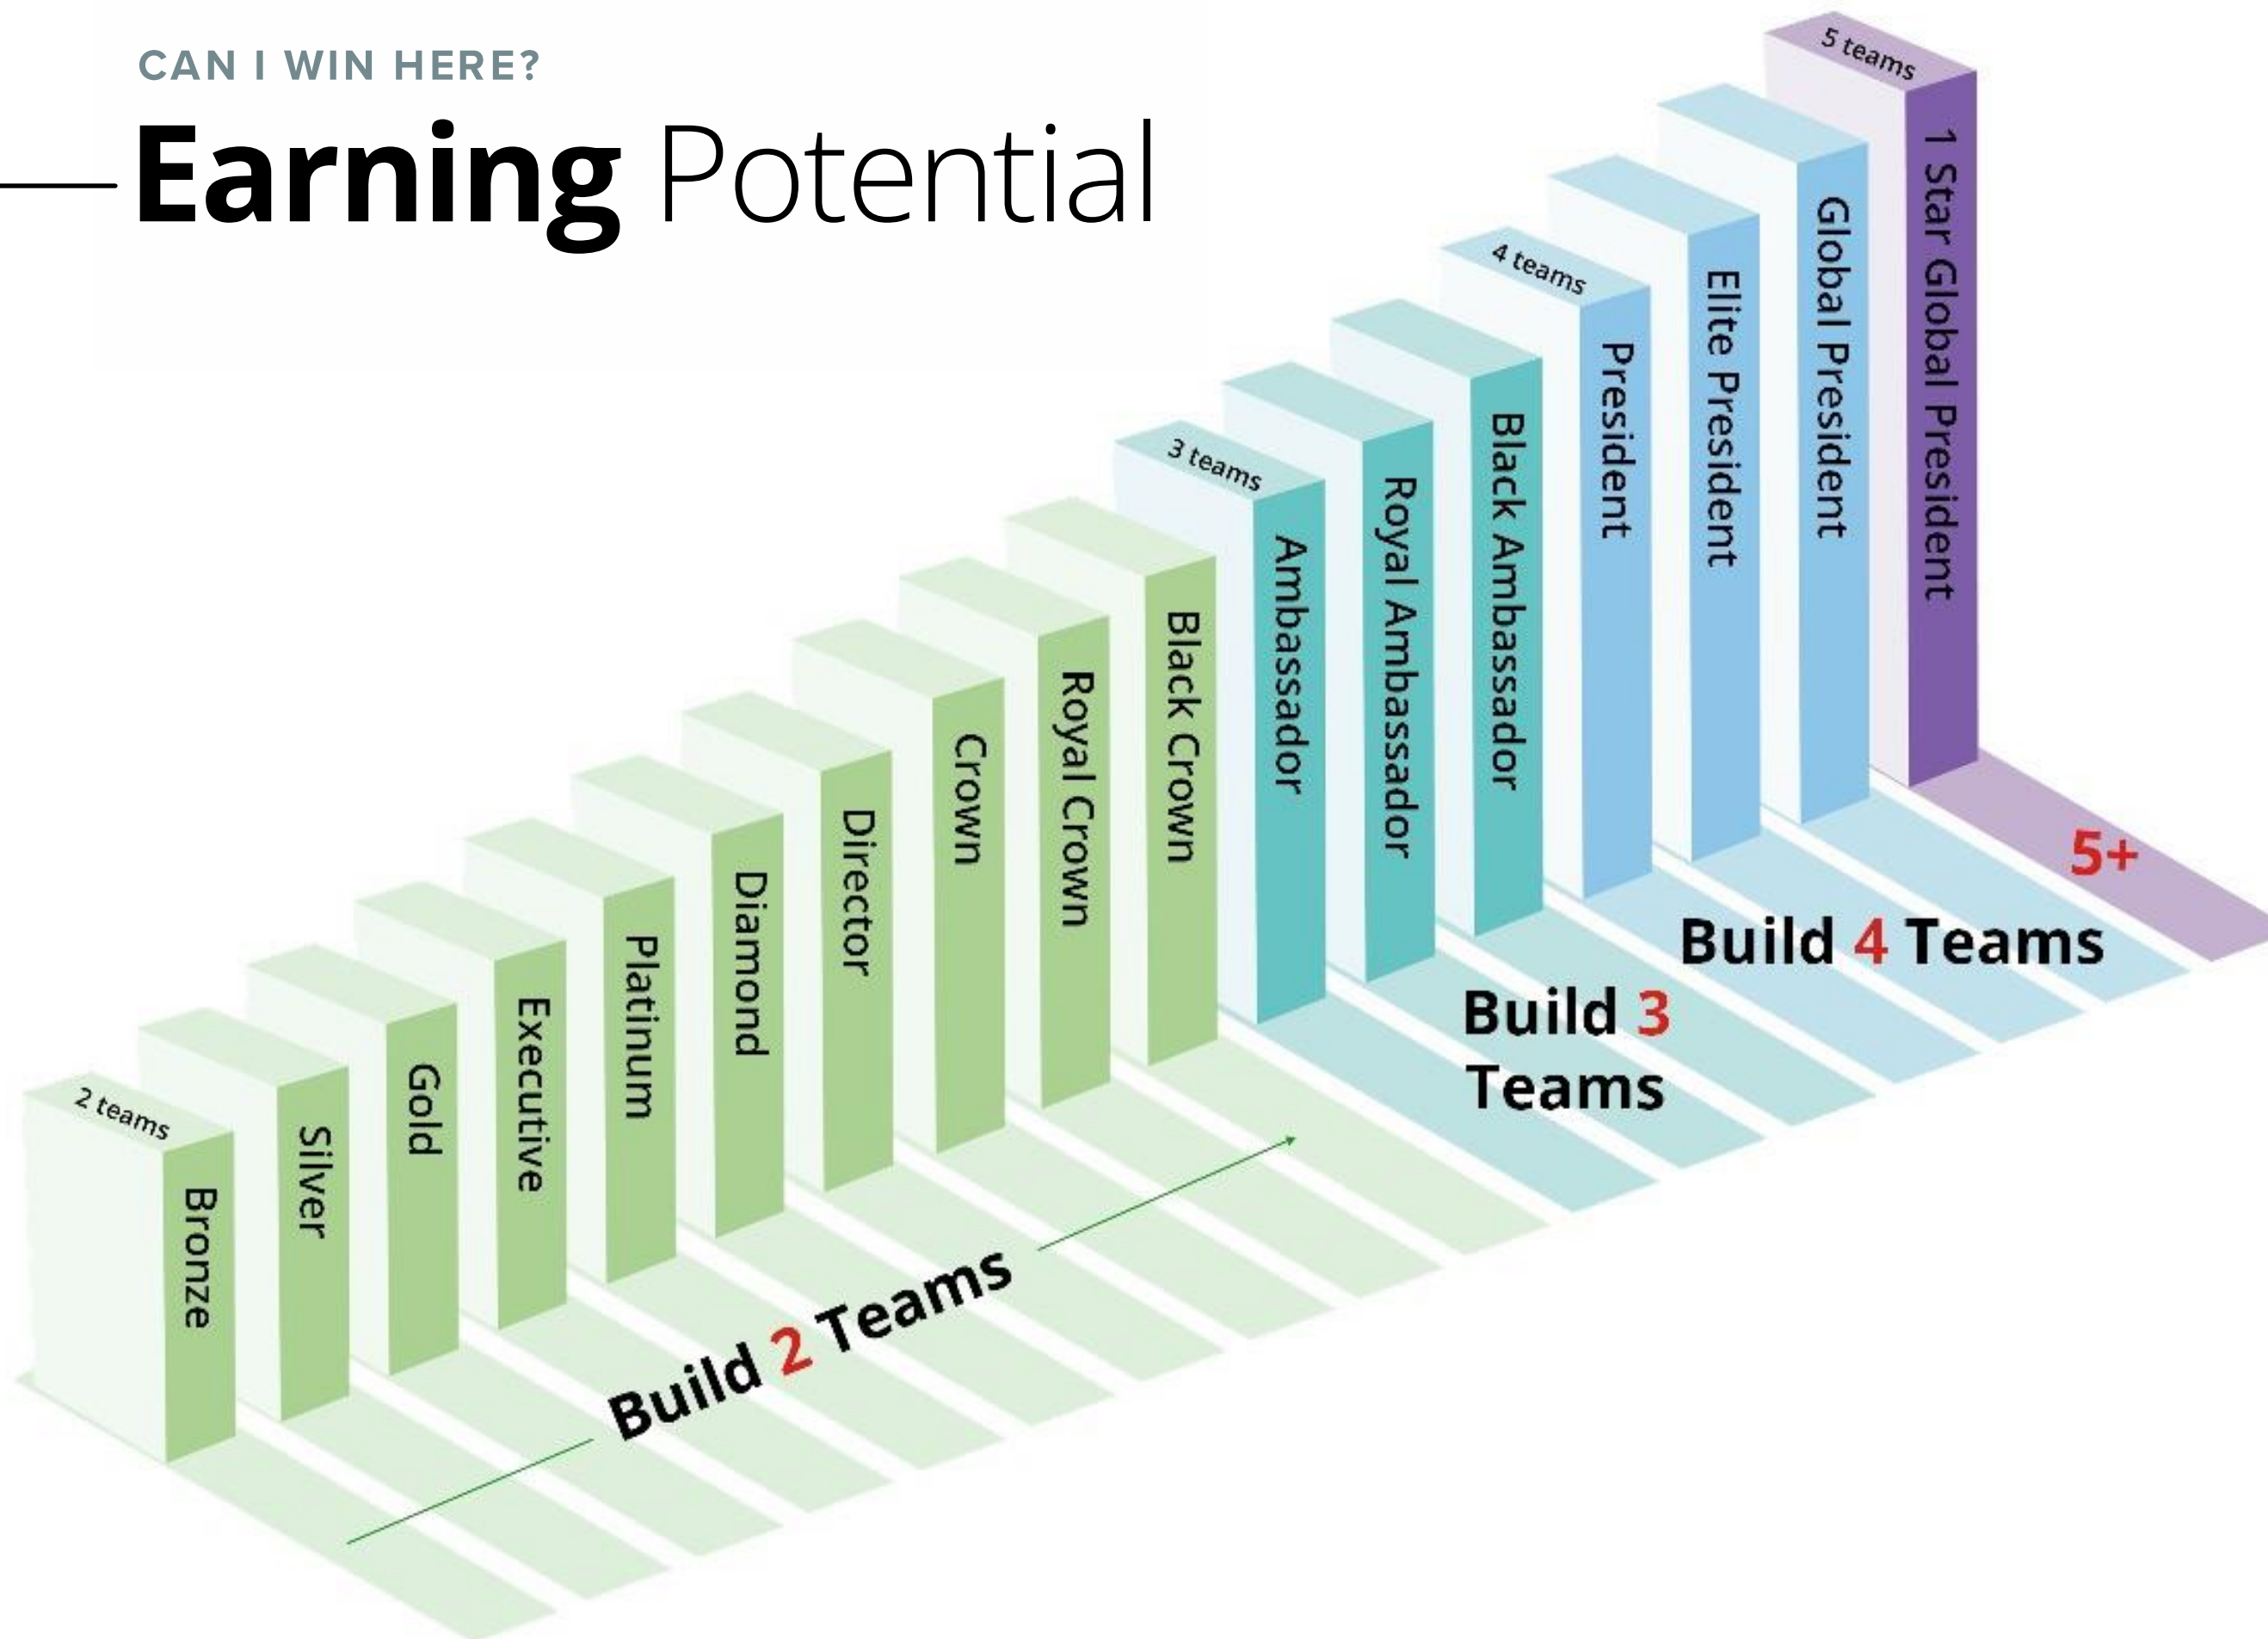 CAN I WIN HERE?
Earning Potential
2 teams
Bronze
Silver
Gold
Executive
Platinum
Diamond
Director
Crown
Royal Crown
Black Crown
3 teams
Ambassador
Royal Ambassador
Black Ambassador
4 teams
President
Elite President
Global President
5 teams
1 Star Global President
Build 2 Teams
Build 3
Teams
Build 4 Teams
5+